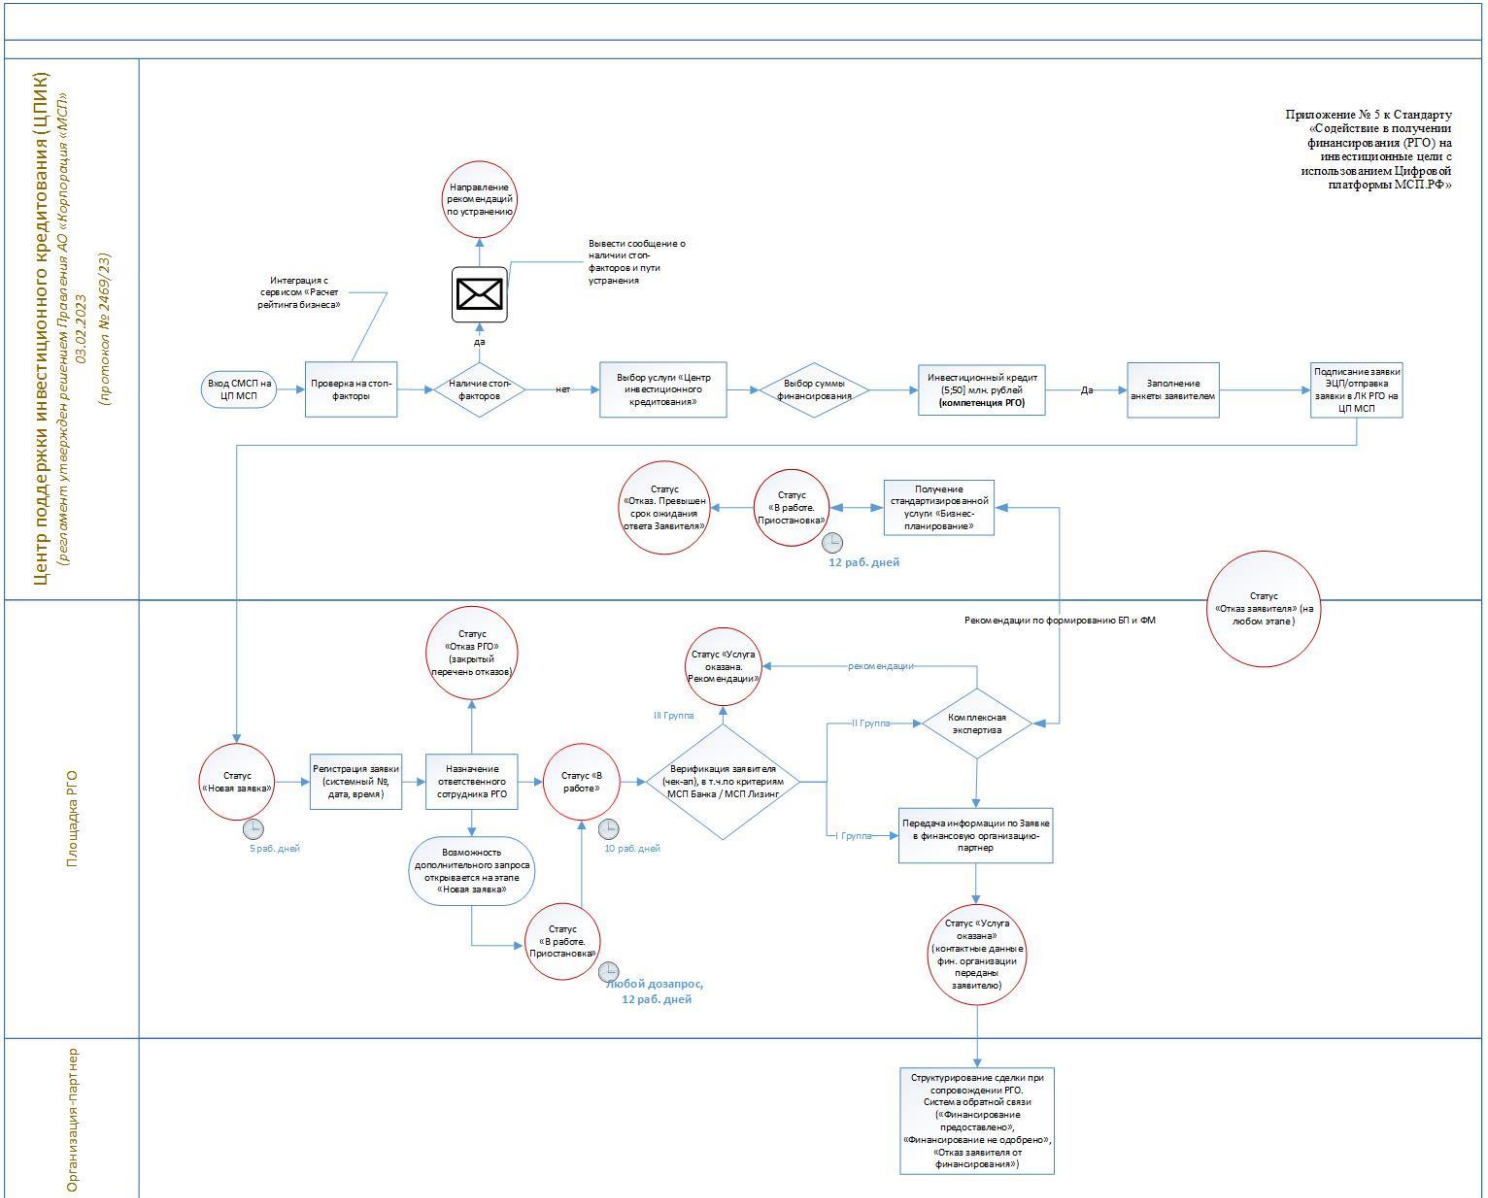 Центр поддержки инвестиционного кредитования (ЦПИК)
(регламент утвержден решением Правления АО «Корпорация «МСП»
03.02.2023
(протокол № 2469/23)
Приложение № 5 к Стандарту
«Содействие в получении
финансирования (РГО) на
инвестиционные цели с
использованием Цифровой
платформы МСП.РФ»
Направление
рекомендаций
по устранению
Вывести сообщение о
наличии стоп-
факторов и пути
устранения
Интеграция с
сервисом «Расчет
рейтинга бизнеса»
да
Вход СМСП на
ЦП МСП
Проверка на стоп-
факторы
Наличие стоп-
факторов
нет
Выбор услуги «Центр
инвестиционного
кредитования»
Выбор суммы
финансирования
Инвестиционный кредит
(5;50] млн. рублей
(компетенция РГО)
Да
Заполнение
анкеты заявителем
Подписание заявки
ЭЦП/отправка
заявки в ЛК РГО на
ЦП МСП
Статус
«Отказ. Превышен
срок ожидания
ответа Заявителя»
Статус
«В работе.
Приостановка»
12 раб. дней
Получение
стандартизированной
услуги «Бизнес-
планирование»
Статус
«Отказ заявителя» (на
любом этапе)
Площадка РГО
Рекомендации по формированию БП и ФМ
Статус
«Отказ РГО»
(закрытый
перечень отказов)
Статус «Услуга
оказана.
Рекомендации»
рекомендации
III Группа
II Группа
Комплексная
экспертиза
Статус
«Новая заявка»
5 раб. дней
Регистрация заявки
(системный №,
дата, время)
Назначение
ответственного
сотрудника РГО
Статус «В
работе»
10 раб. дней
Верификация заявителя
(чек-ап), в т.ч.по критериям
МСП Банка / МСП Лизинг
I Группа
Передача информации по Заявке
в финансовую организацию-
партнер
Возможность
дополнительного запроса
открывается на этапе
«Новая заявка»
Статус
«В работе.
Приостановка»
Любой дозапрос,
12 раб. дней
Статус «Услуга
оказана»
(контактные данные
фин. организации
переданы
заявителю)
Организация-партнер
Структурирование сделки при
сопровождении РГО.
Система обратной связи
(«Финансирование
предоставлено»,
«Финансирование не одобрено»,
«Отказ заявителя от
финансирования»)